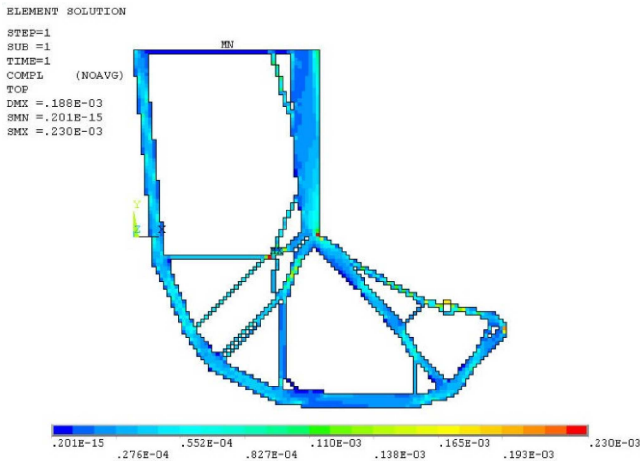 ELEMENT SOLUTION
STEP=1
SUB =1
TIME=1
COMPL (NOAVG)
TOP
DMX =.188E-03
SMN =.201E-15
SMX =.230E-03
MN
Y
Z X
.201E-15 .552E-04 .110E-03 .165E-03 .230E-03
.276E-04 .827E-04 .138E-03 .193E-03